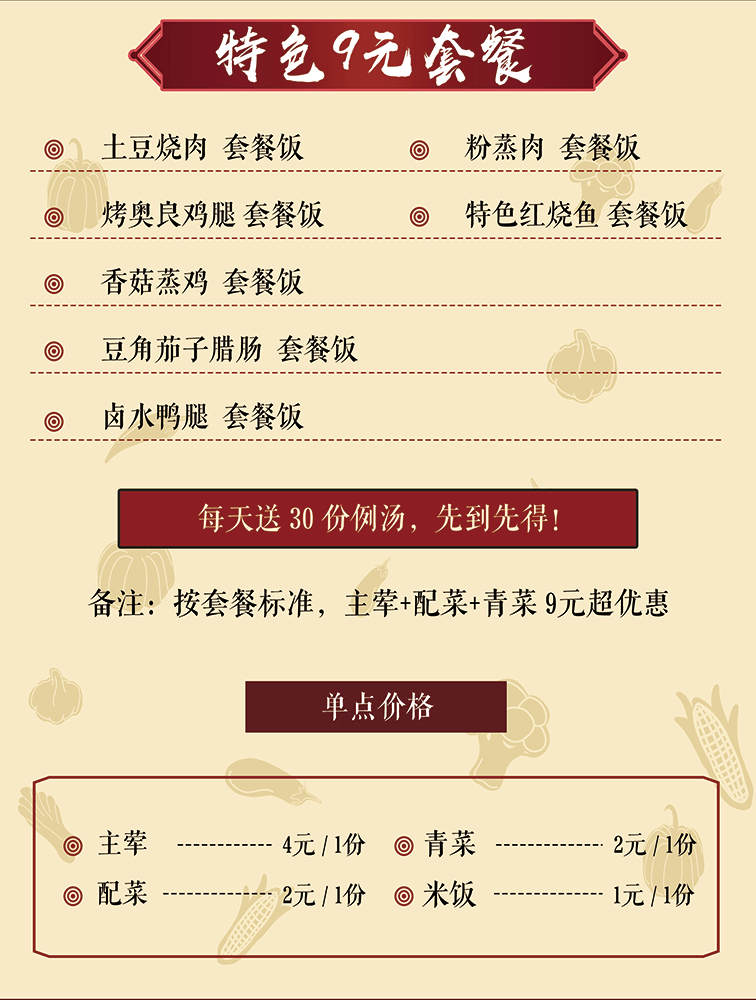 特色9元套餐
土豆烧肉 套餐饭
粉蒸肉 套餐饭
烤奥良鸡腿 套餐饭
特色红烧鱼 套餐饭
香菇蒸鸡 套餐饭
豆角茄子腊肠 套餐饭
卤水鸭腿 套餐饭
每天送 30 份例汤，先到先得！
备注：按套餐标准，主荤+配菜+青菜 9元超优惠
单点价格
主荤 ------------ 4元 / 1份
青菜 ------------ 2元 / 1份
配菜 ------------ 2元 / 1份
米饭 ------------ 1元 / 1份